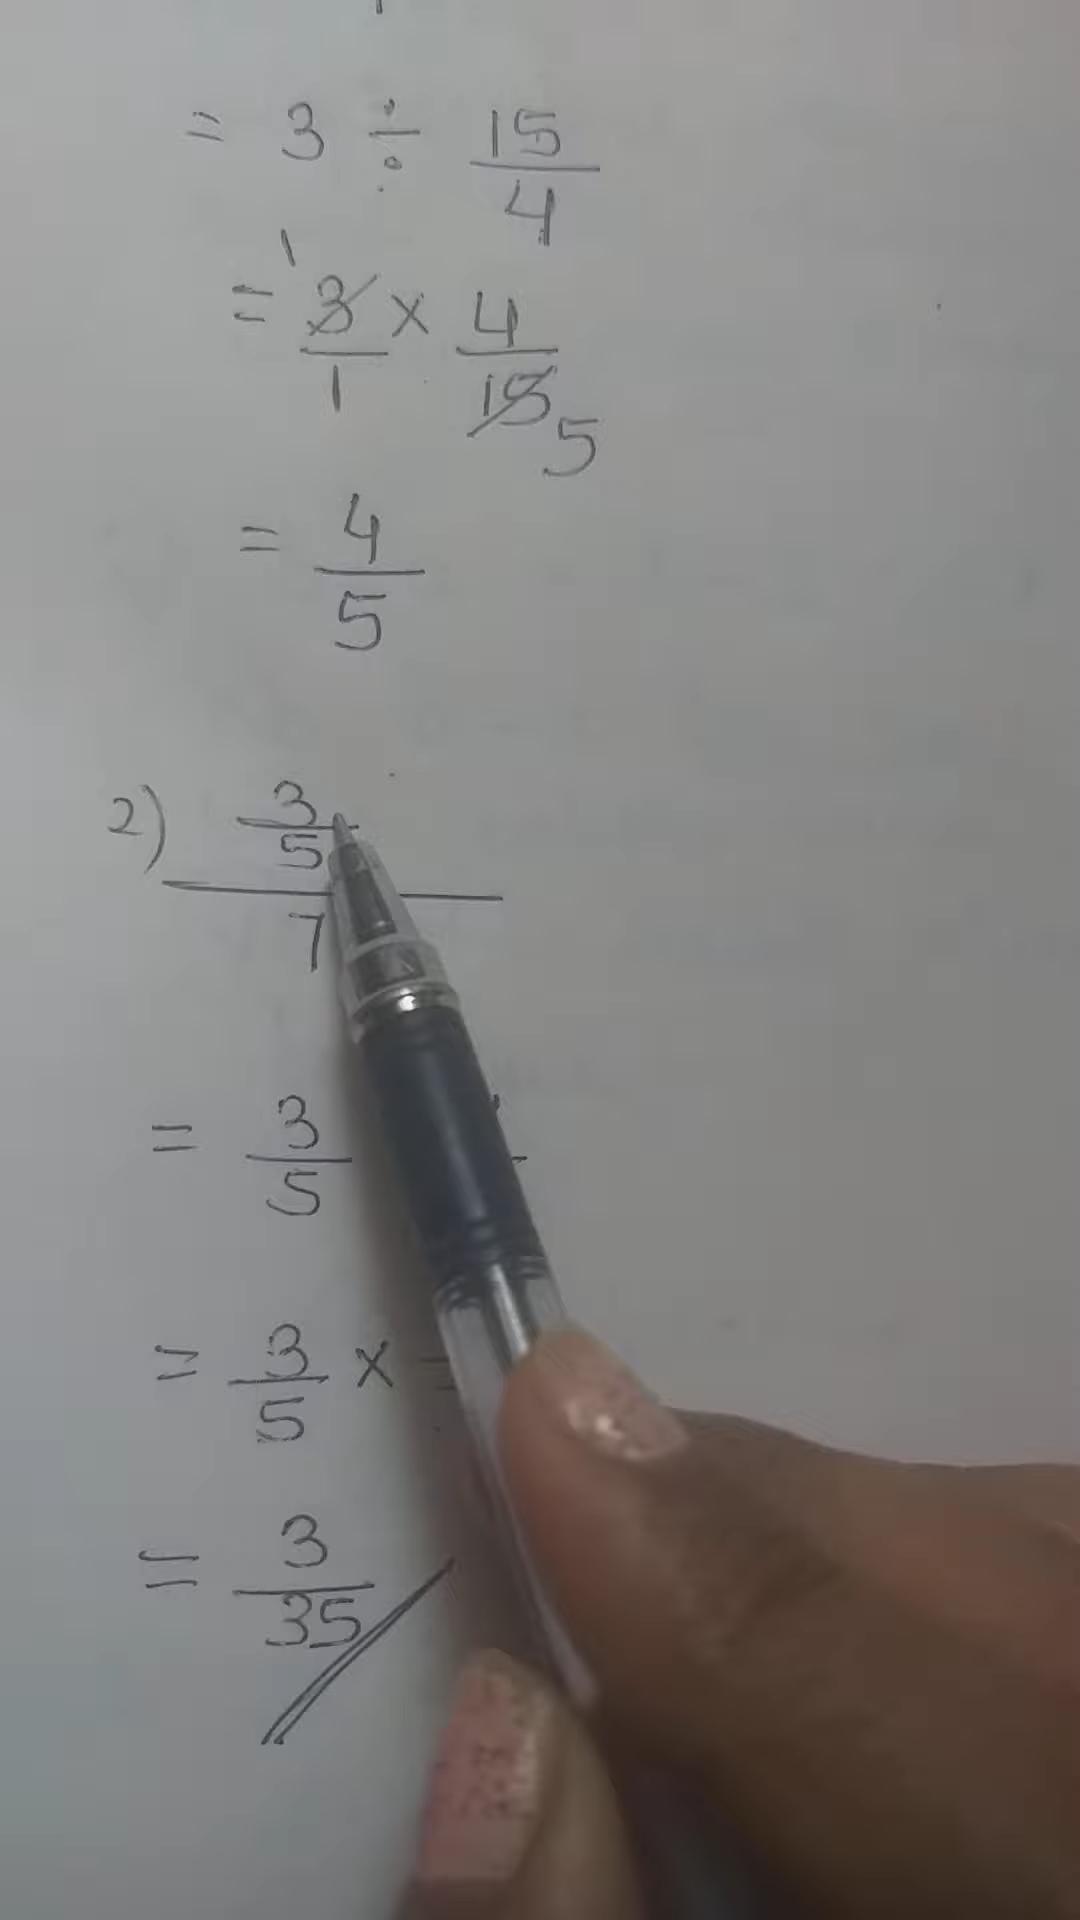 = 3 ÷ 15/4
= 3/1 × 4/15
1
5
= 4/5
2) 3/5
7
= 3/5
= 3/5 ×
= 3/35